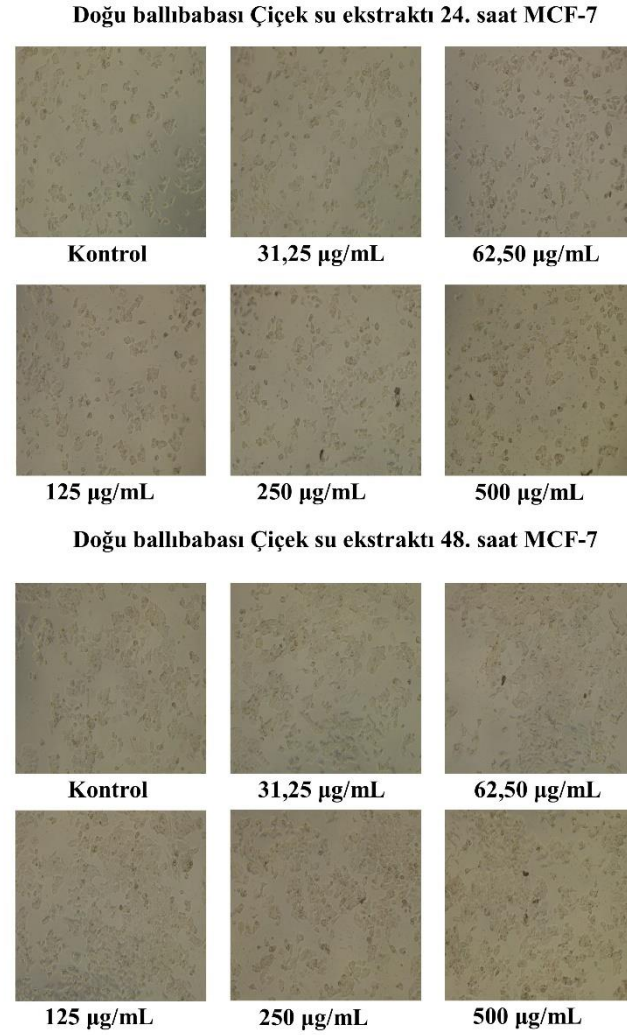 Doğu ballıbabası Çiçek su ekstraktı 24. saat MCF-7
Kontrol
31,25 µg/mL
62,50 µg/mL
125 µg/mL
250 µg/mL
500 µg/mL
Doğu ballıbabası Çiçek su ekstraktı 48. saat MCF-7
Kontrol
31,25 µg/mL
62,50 µg/mL
125 µg/mL
250 µg/mL
500 µg/mL